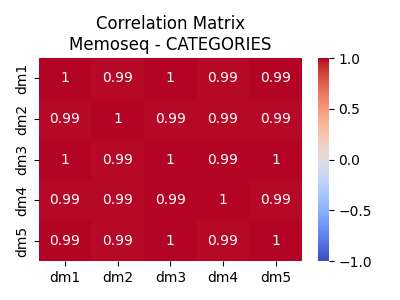 Correlation Matrix
Memoseq - CATEGORIES
dm1 1 0.99 1 0.99 0.99
dm2 0.99 1 0.99 0.99 0.99
dm3 1 0.99 1 0.99 1
dm4 0.99 0.99 0.99 1 0.99
dm5 0.99 0.99 1 0.99 1
dm1 dm2 dm3 dm4 dm5
1.0
0.5
0.0
−0.5
−1.0